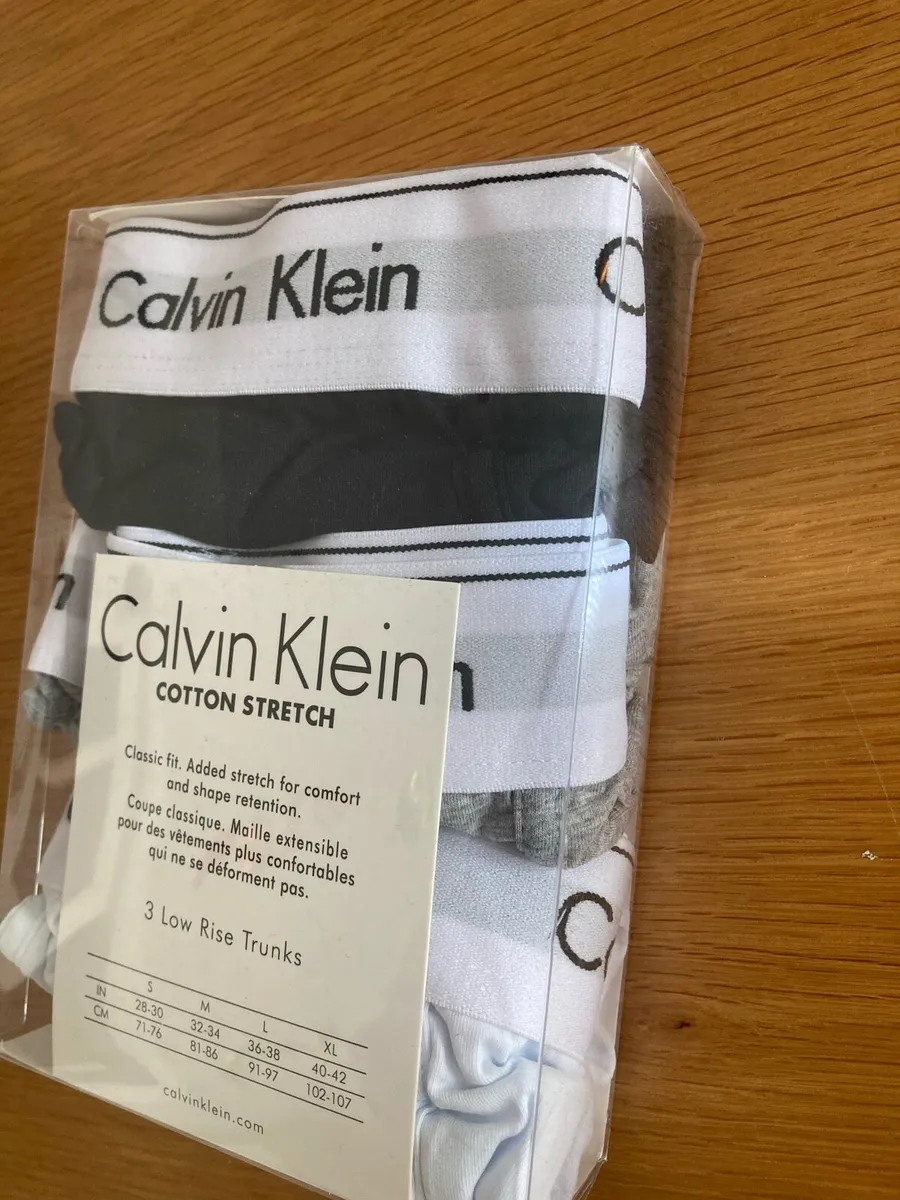 Calvin Klein
C
n
n
Calvin Klein
COTTON STRETCH
Classic fit. Added stretch for comfort
and shape retention.
Coupe classique. Maille extensible
pour des vêtements plus confortables
qui ne se déforment pas.
3 Low Rise Trunks
S M L XL
IN 28-30 32-34 36-38 40-42
CM 71-76 81-86 91-97 102-107
calvinklein.com
C